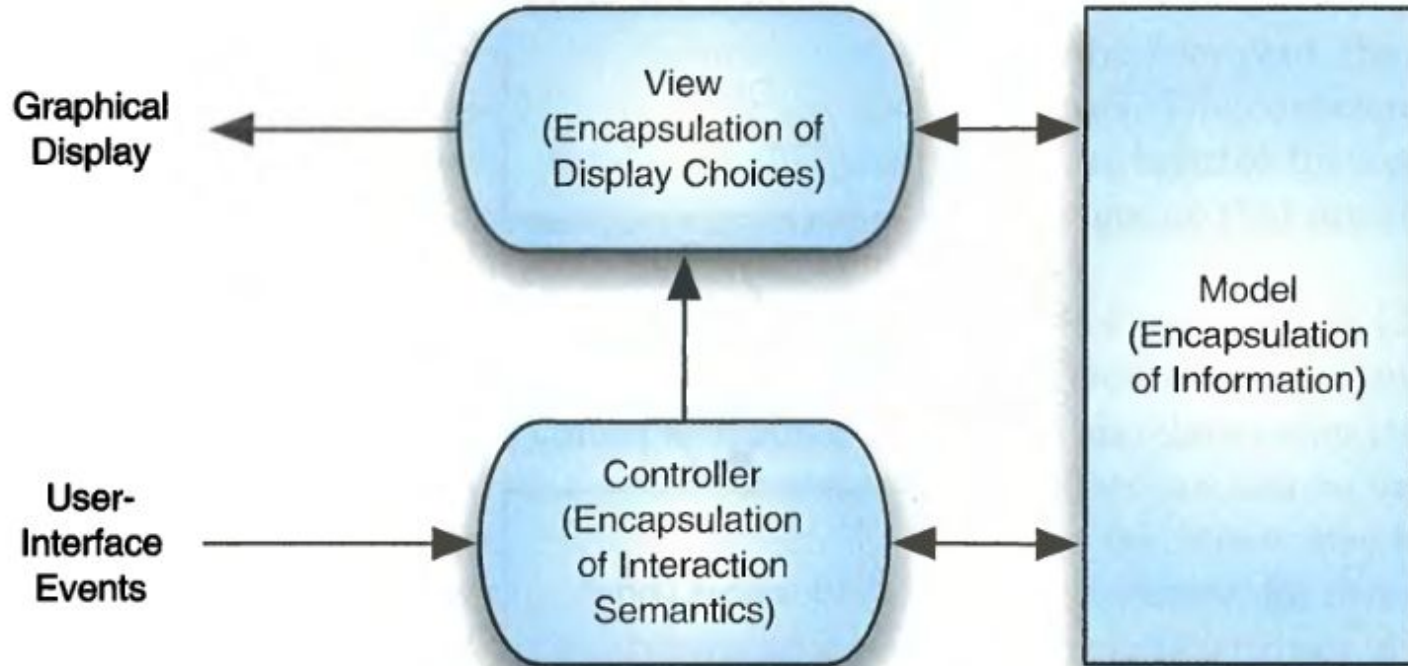 Graphical
Display
View
(Encapsulation of
Display Choices)
Model
(Encapsulation
of Information)
User-
Interface
Events
Controller
(Encapsulation
of Interaction
Semantics)